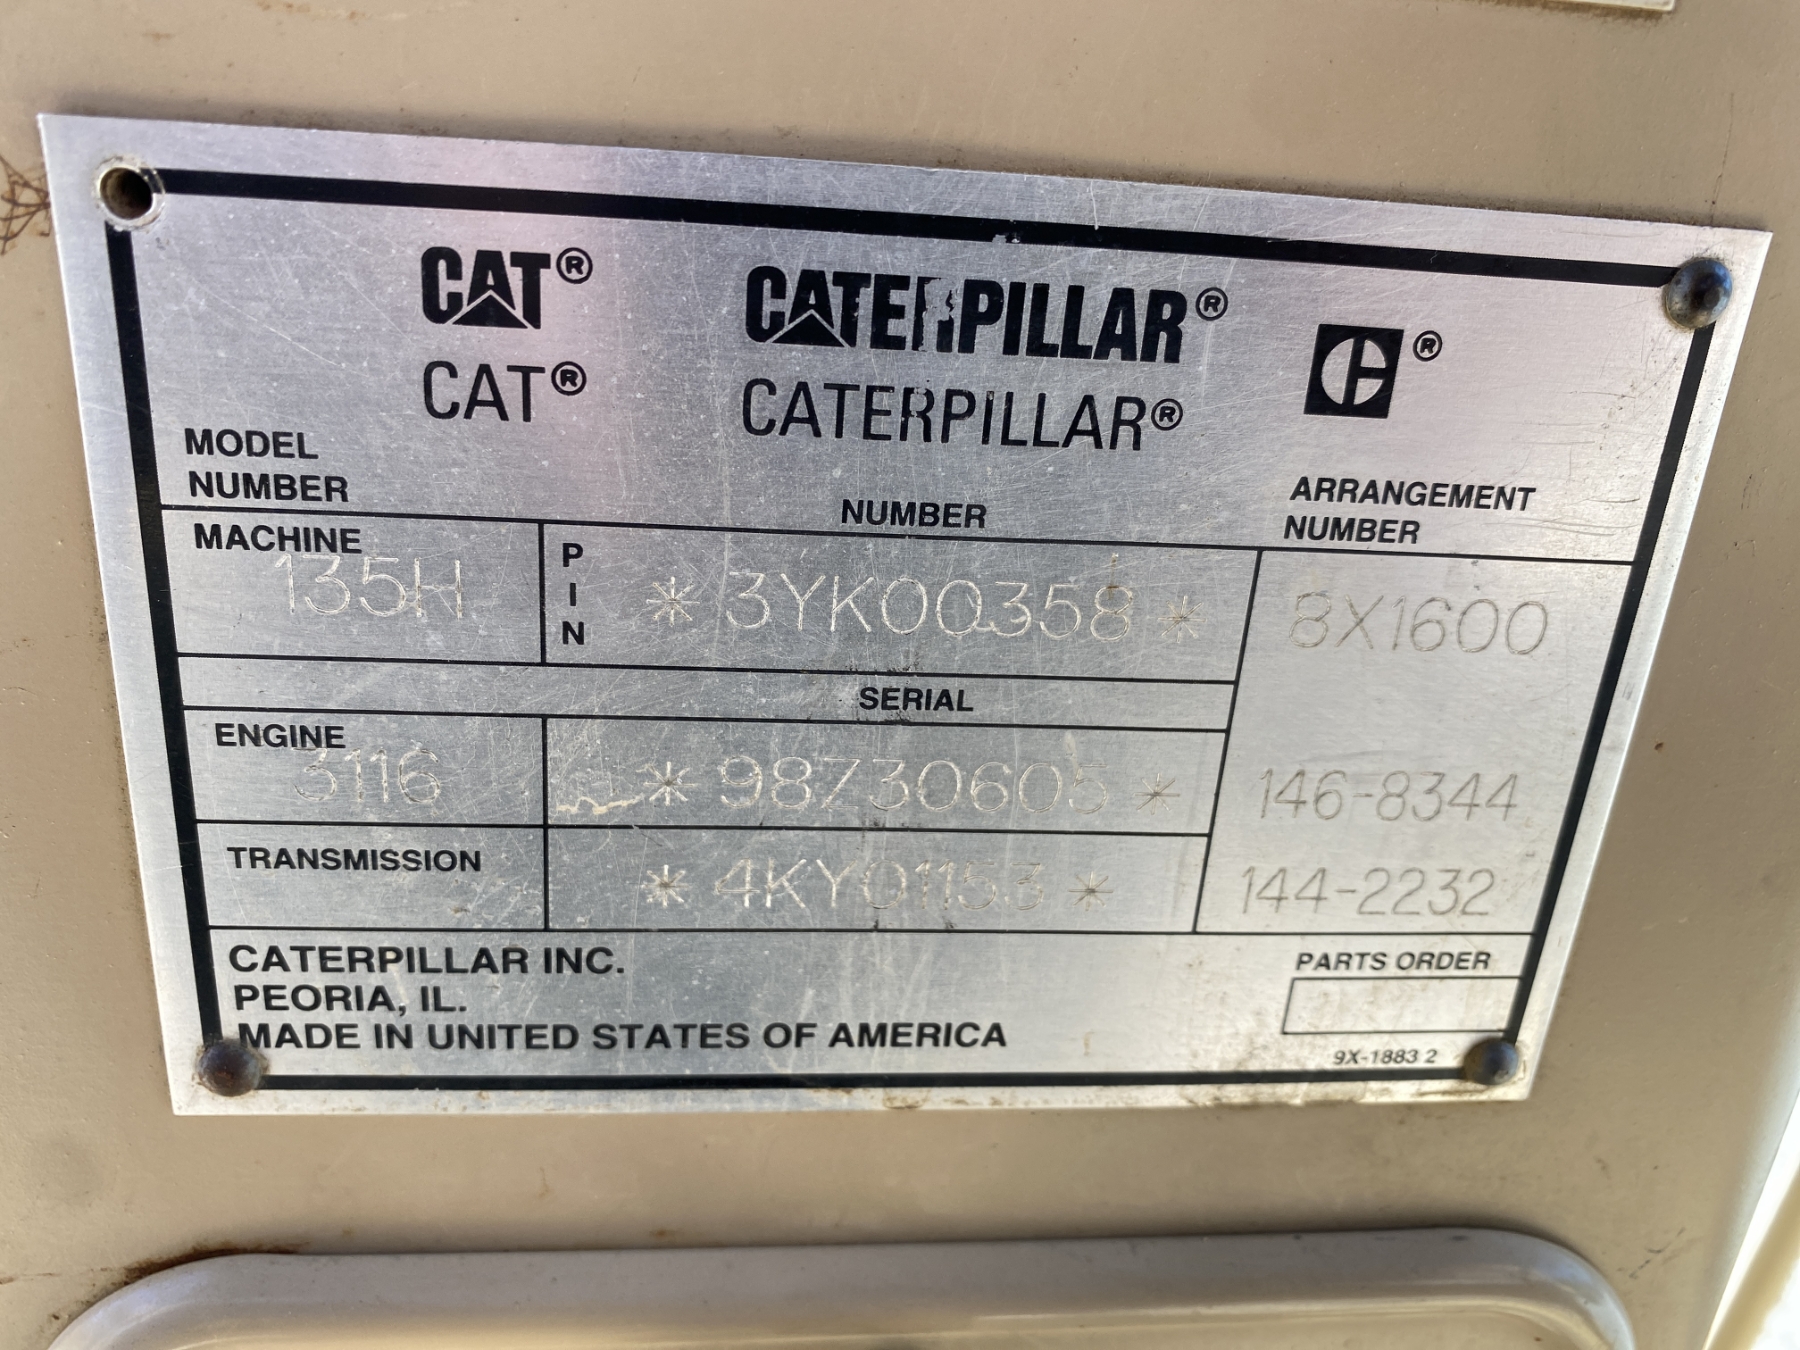 CAT® CATERPILLAR®
CAT® CATERPILLAR® ®
MODEL NUMBER NUMBER ARRANGEMENT NUMBER
MACHINE 135H PIN *3YK00358* 8X1600
SERIAL
ENGINE 3116 *98Z30605* 146-8344
TRANSMISSION *4KY01153* 144-2232
CATERPILLAR INC. PARTS ORDER
PEORIA, IL.
MADE IN UNITED STATES OF AMERICA
9X-1883 2